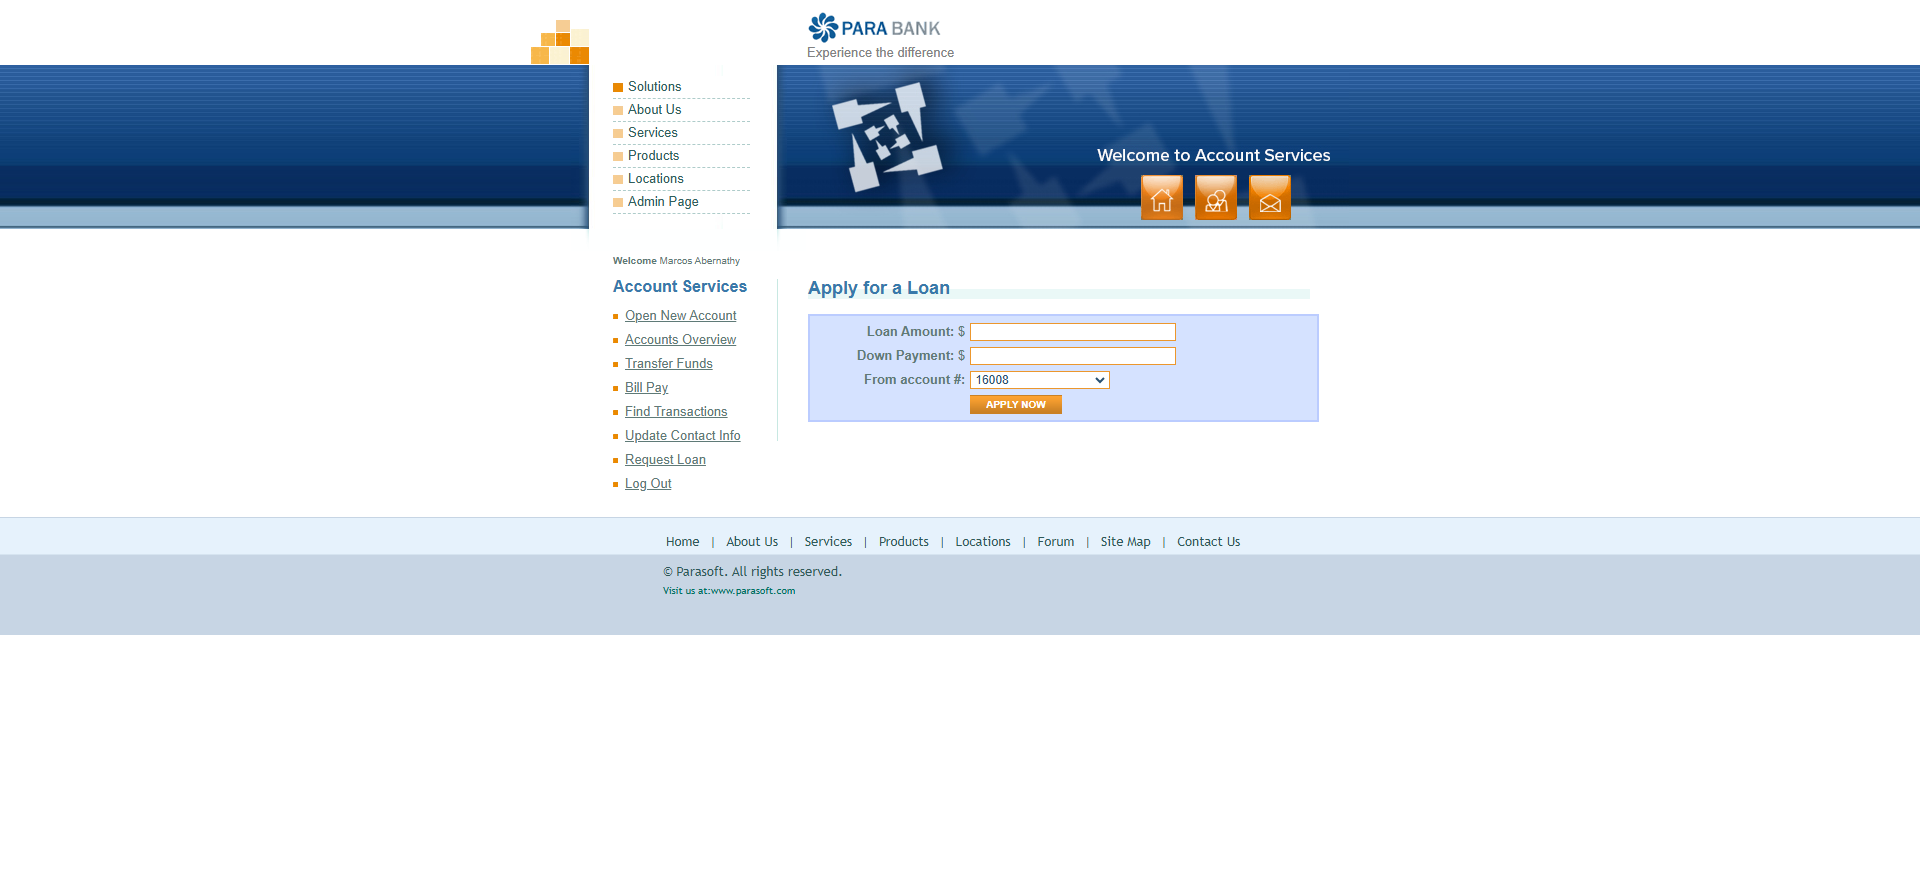 PARA BANK
Experience the difference
Solutions
About Us
Services
Products
Locations
Admin Page
Welcome to Account Services
Welcome Marcos Abernathy
Account Services
Open New Account
Accounts Overview
Transfer Funds
Bill Pay
Find Transactions
Update Contact Info
Request Loan
Log Out
Apply for a Loan
Loan Amount: $
Down Payment: $
From account #: 16008
APPLY NOW
Home | About Us | Services | Products | Locations | Forum | Site Map | Contact Us
© Parasoft. All rights reserved.
Visit us at:www.parasoft.com